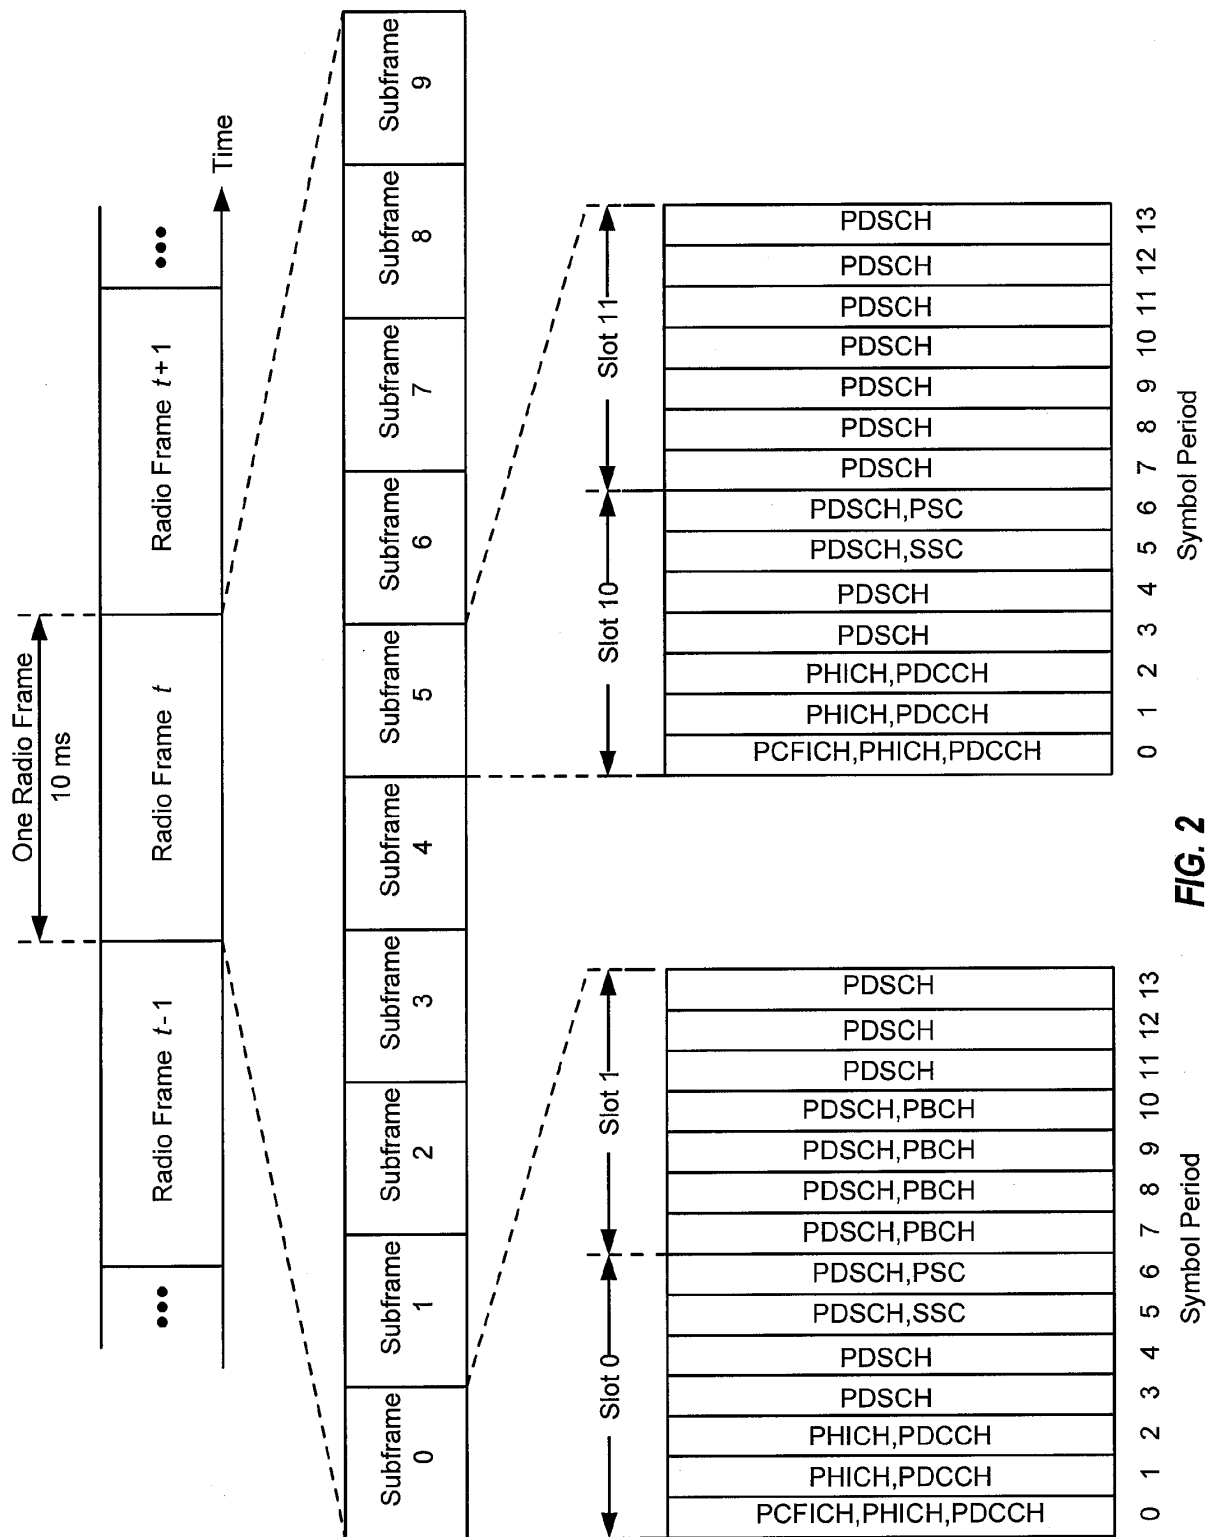 One Radio Frame
10 ms
••• 
Radio Frame t-1
Radio Frame t
Radio Frame t+1
•••
Time
Subframe
0
Subframe
1
Subframe
2
Subframe
3
Subframe
4
Subframe
5
Subframe
6
Subframe
7
Subframe
8
Subframe
9
Slot 0
Slot 1
PCFICH,PHICH,PDCCH
PHICH,PDCCH
PHICH,PDCCH
PDSCH
PDSCH
PDSCH,SSC
PDSCH,PSC
PDSCH,PBCH
PDSCH,PBCH
PDSCH,PBCH
PDSCH,PBCH
PDSCH
PDSCH
PDSCH
0 1 2 3 4 5 6 7 8 9 10 11 12 13
Symbol Period
Slot 10
Slot 11
PCFICH,PHICH,PDCCH
PHICH,PDCCH
PHICH,PDCCH
PDSCH
PDSCH
PDSCH,SSC
PDSCH,PSC
PDSCH
PDSCH
PDSCH
PDSCH
PDSCH
PDSCH
PDSCH
0 1 2 3 4 5 6 7 8 9 10 11 12 13
Symbol Period
FIG. 2